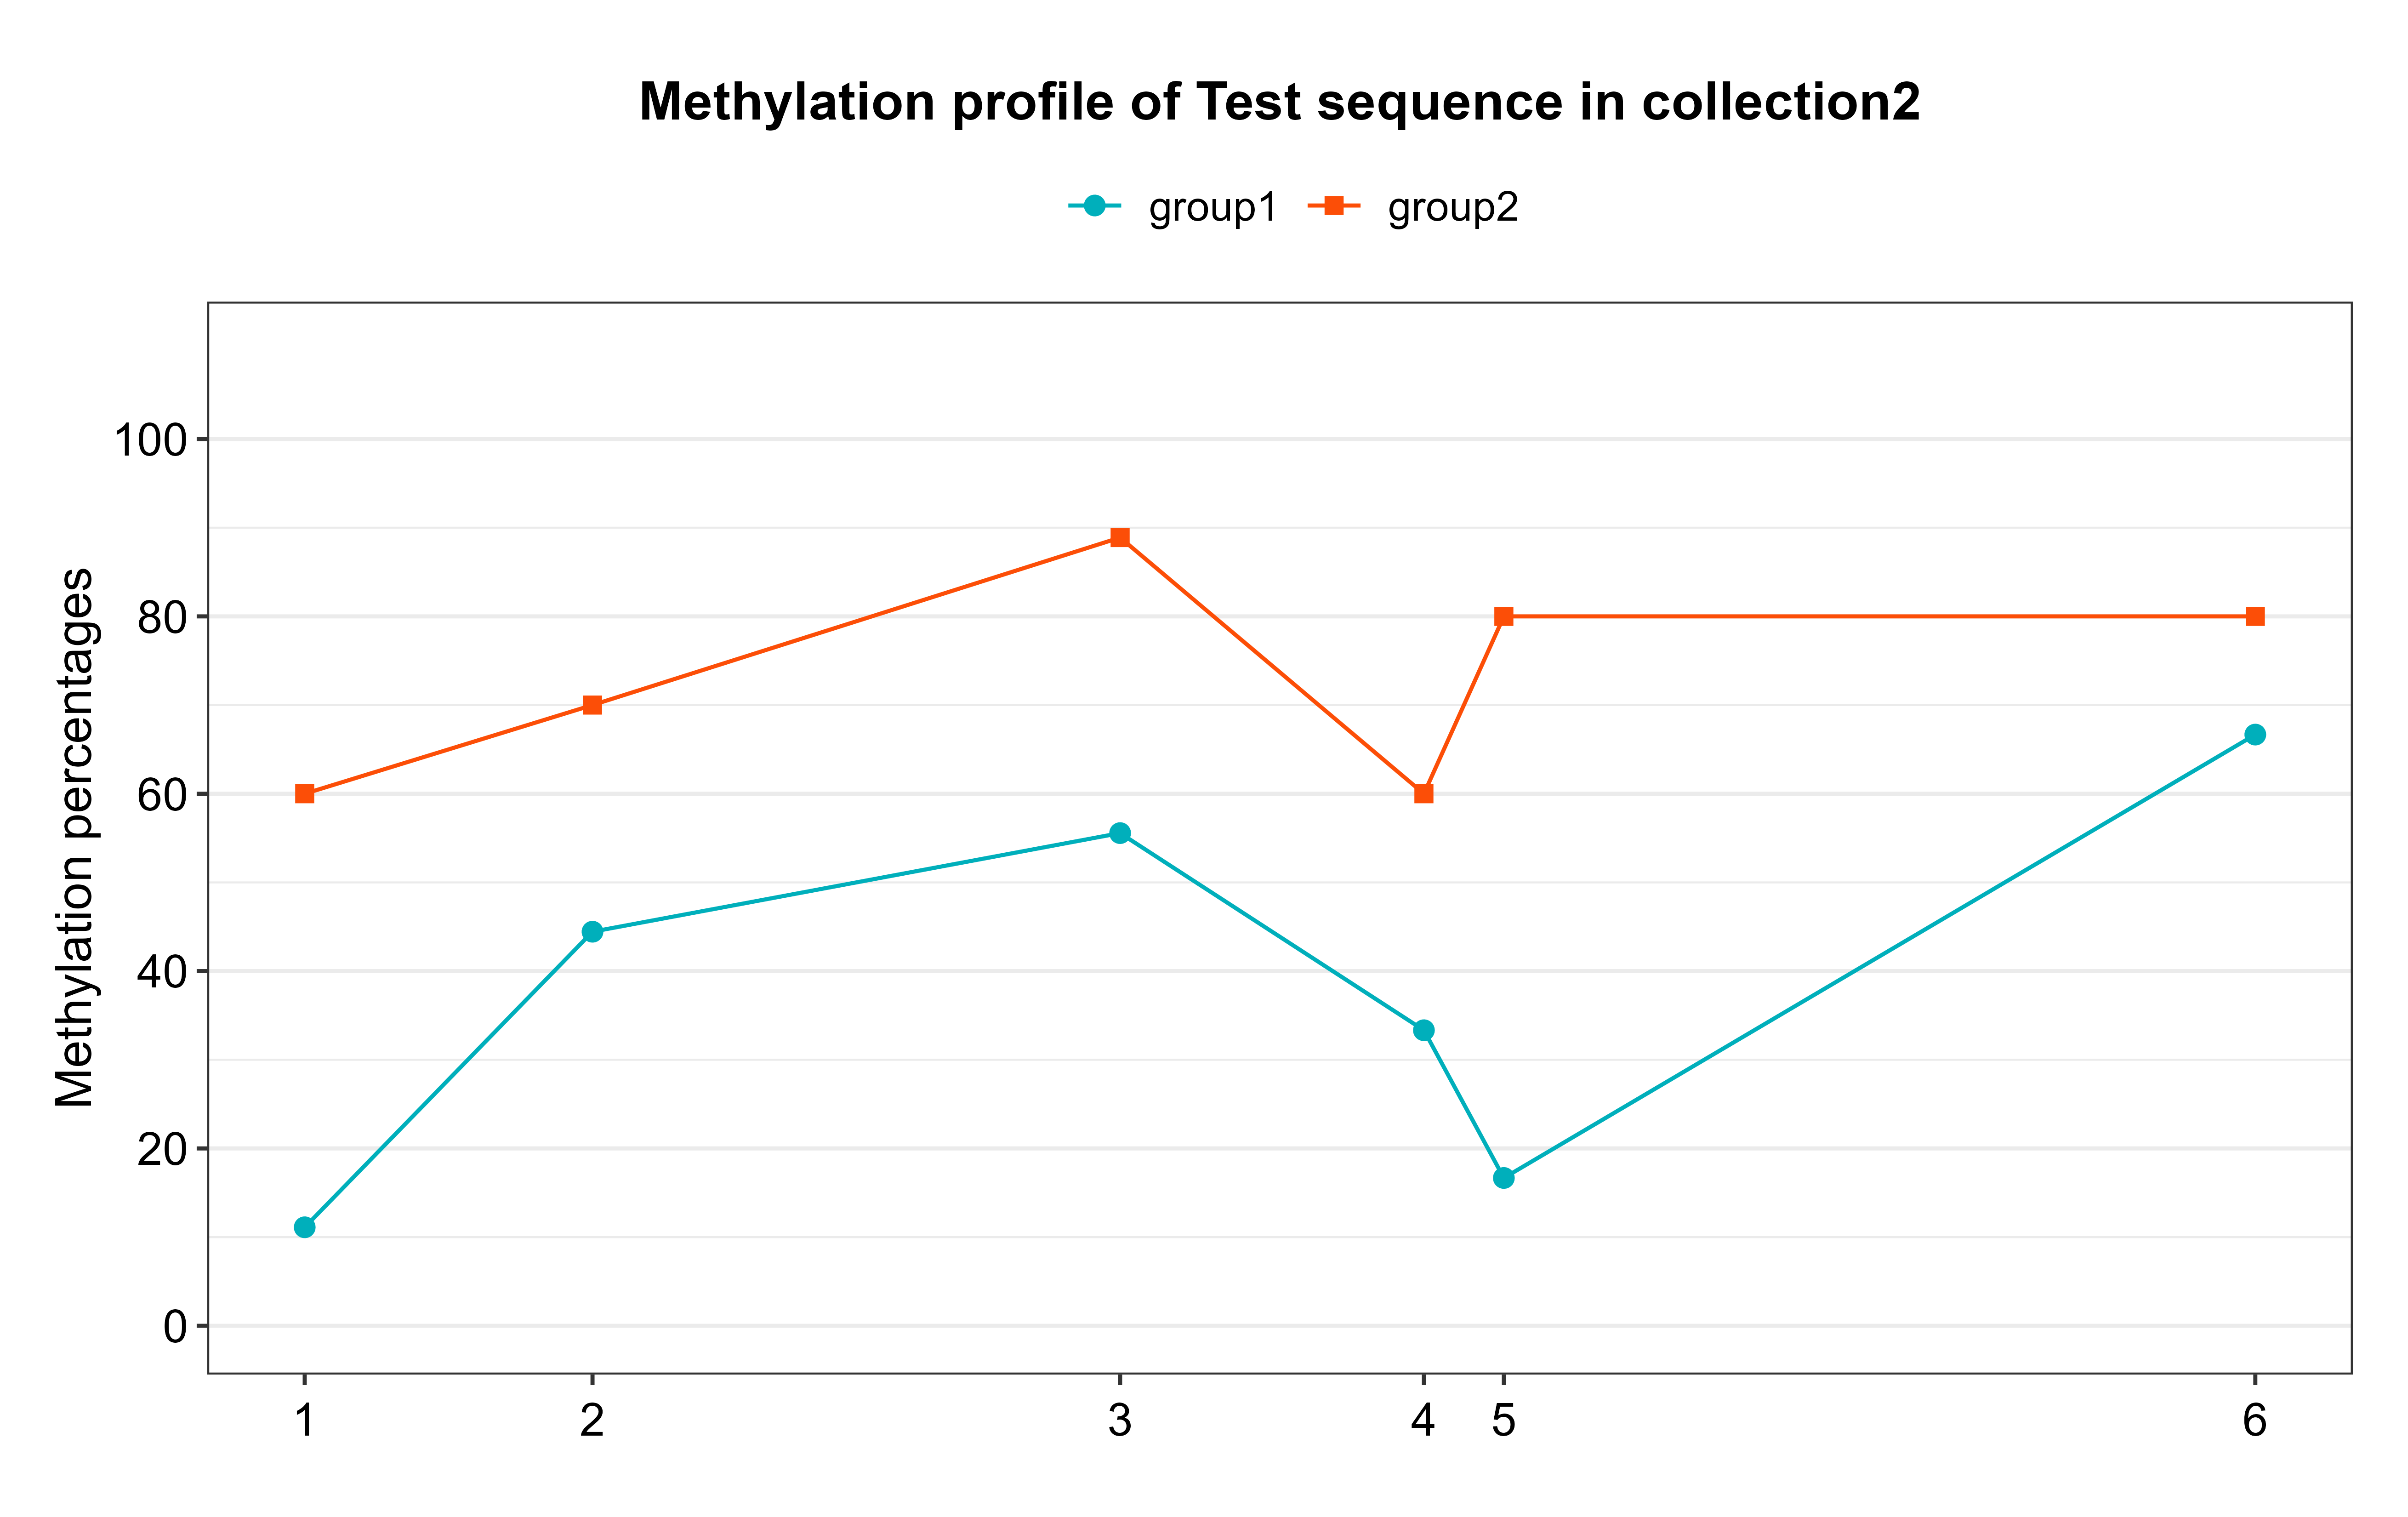 Methylation profile of Test sequence in collection2
group1 group2
Methylation percentages
100
80
60
40
20
0
1 2 3 4 5 6